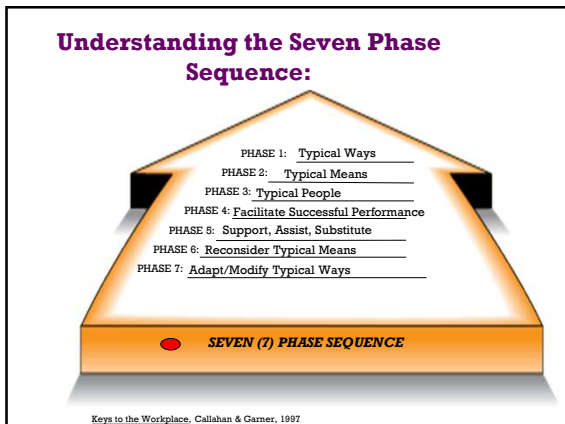 Understanding the Seven Phase
Sequence:
PHASE 1: Typical Ways
PHASE 2: Typical Means
PHASE 3: Typical People
PHASE 4: Facilitate Successful Performance
PHASE 5: Support, Assist, Substitute
PHASE 6: Reconsider Typical Means
PHASE 7: Adapt/Modify Typical Ways
SEVEN (7) PHASE SEQUENCE
Keys to the Workplace, Callahan & Garner, 1997